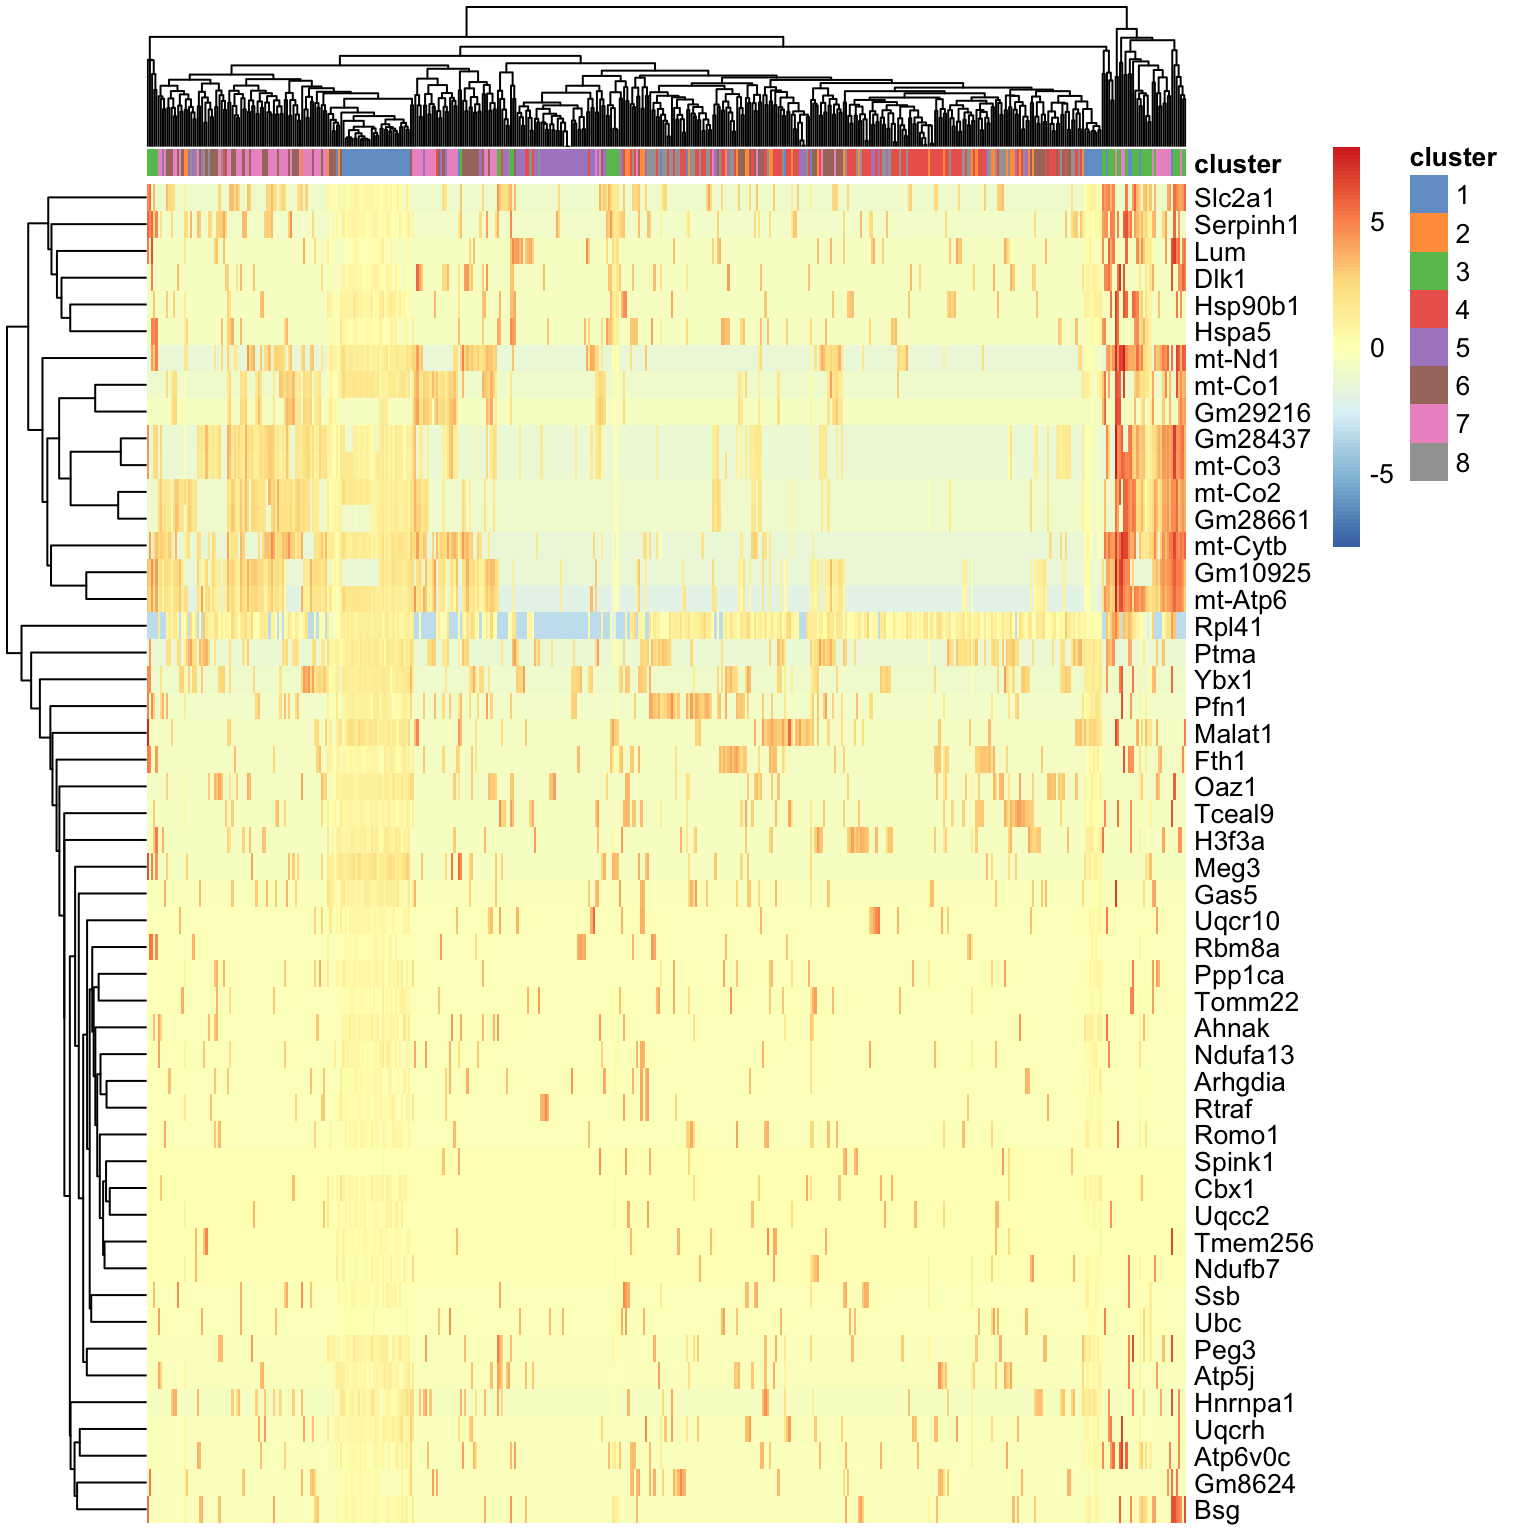 cluster
Slc2a1
Serpinh1
Lum
Dlk1
Hsp90b1
Hspa5
mt-Nd1
mt-Co1
Gm29216
Gm28437
mt-Co3
mt-Co2
Gm28661
mt-Cytb
Gm10925
mt-Atp6
Rpl41
Ptma
Ybx1
Pfn1
Malat1
Fth1
Oaz1
Tceal9
H3f3a
Meg3
Gas5
Uqcr10
Rbm8a
Ppp1ca
Tomm22
Ahnak
Ndufa13
Arhgdia
Rtraf
Romo1
Spink1
Cbx1
Uqcc2
Tmem256
Ndufb7
Ssb
Ubc
Peg3
Atp5j
Hnrnpa1
Uqcrh
Atp6v0c
Gm8624
Bsg
5
0
-5
cluster
1
2
3
4
5
6
7
8